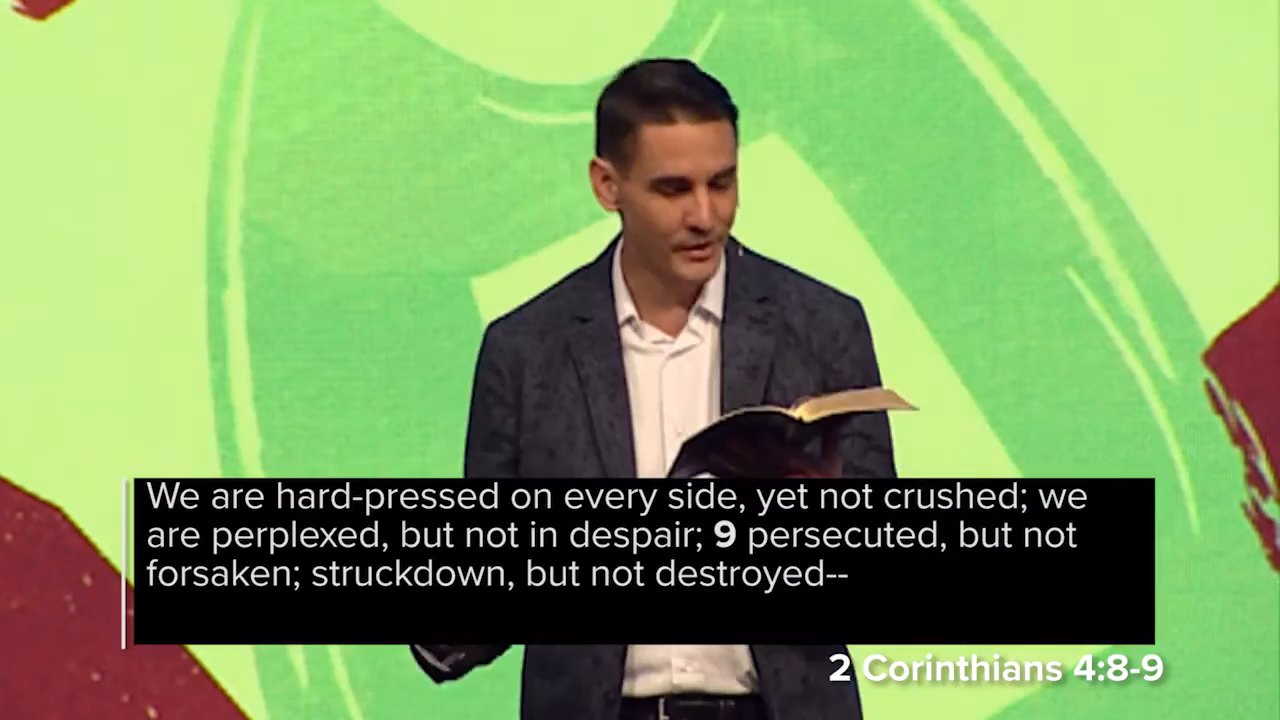 We are hard-pressed on every side, yet not crushed; we
are perplexed, but not in despair; 9 persecuted, but not
forsaken; struckdown, but not destroyed--
2 Corinthians 4:8-9